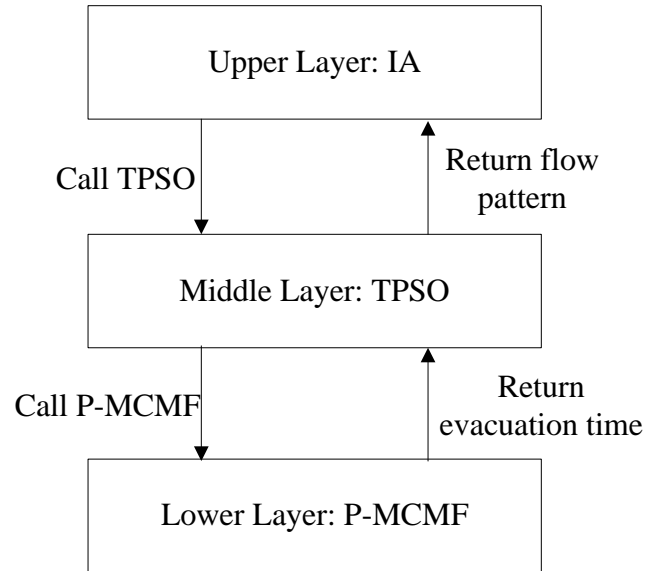 Upper Layer: IA
Call TPSO
Return flow
pattern
Middle Layer: TPSO
Call P-MCMF
Return
evacuation time
Lower Layer: P-MCMF